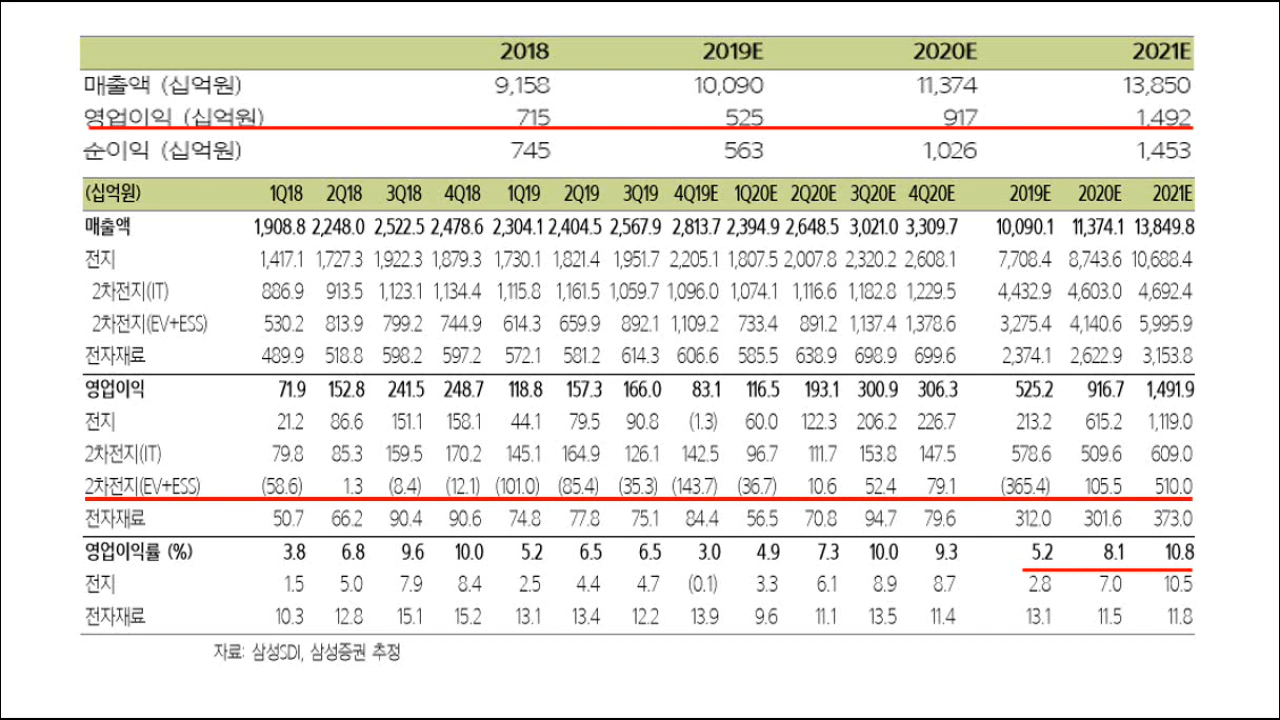 2018 2019E 2020E 2021E
매출액 (십억원) 9,158 10,090 11,374 13,850
영업이익 (십억원) 715 525 917 1,492
순이익 (십억원) 745 563 1,026 1,453
(십억원) 1Q18 2Q18 3Q18 4Q18 1Q19 2Q19 3Q19 4Q19E 1Q20E 2Q20E 3Q20E 4Q20E 2019E 2020E 2021E
매출액 1,908.8 2,248.0 2,522.5 2,478.6 2,304.1 2,404.5 2,567.9 2,813.7 2,394.9 2,648.5 3,021.0 3,309.7 10,090.1 11,374.1 13,849.8
전지 1,417.1 1,727.3 1,922.3 1,879.3 1,730.1 1,821.4 1,951.7 2,205.1 1,807.5 2,007.8 2,320.2 2,608.1 7,708.4 8,743.6 10,688.4
2차전지(IT) 886.9 913.5 1,123.1 1,134.4 1,115.8 1,161.5 1,059.7 1,096.0 1,074.1 1,116.6 1,182.8 1,229.5 4,432.9 4,603.0 4,692.4
2차전지(EV+ESS) 530.2 813.9 799.2 744.9 614.3 659.9 892.1 1,109.2 733.4 891.2 1,137.4 1,378.6 3,275.4 4,140.6 5,995.9
전자재료 489.9 518.8 598.2 597.2 572.1 581.2 614.3 606.6 585.5 638.9 698.9 699.6 2,374.1 2,622.9 3,153.8
영업이익 71.9 152.8 241.5 248.7 118.8 157.3 166.0 83.1 116.5 193.1 300.9 306.3 525.2 916.7 1,491.9
전지 21.2 86.6 151.1 158.1 44.1 79.5 90.8 (1.3) 60.0 122.3 206.2 226.7 213.2 615.2 1,119.0
2차전지(IT) 79.8 85.3 159.5 170.2 145.1 164.9 126.1 142.5 96.7 111.7 153.8 147.5 578.6 509.6 609.0
2차전지(EV+ESS) (58.6) 1.3 (8.4) (12.1) (101.0) (85.4) (35.3) (143.7) (36.7) 10.6 52.4 79.1 (365.4) 105.5 510.0
전자재료 50.7 66.2 90.4 90.6 74.8 77.8 75.1 84.4 56.5 70.8 94.7 79.6 312.0 301.6 373.0
영업이익률 (%) 3.8 6.8 9.6 10.0 5.2 6.5 6.5 3.0 4.9 7.3 10.0 9.3 5.2 8.1 10.8
전지 1.5 5.0 7.9 8.4 2.5 4.4 4.7 (0.1) 3.3 6.1 8.9 8.7 2.8 7.0 10.5
전자재료 10.3 12.8 15.1 15.2 13.1 13.4 12.2 13.9 9.6 11.1 13.5 11.4 13.1 11.5 11.8
자료: 삼성SDI, 삼성증권 추정